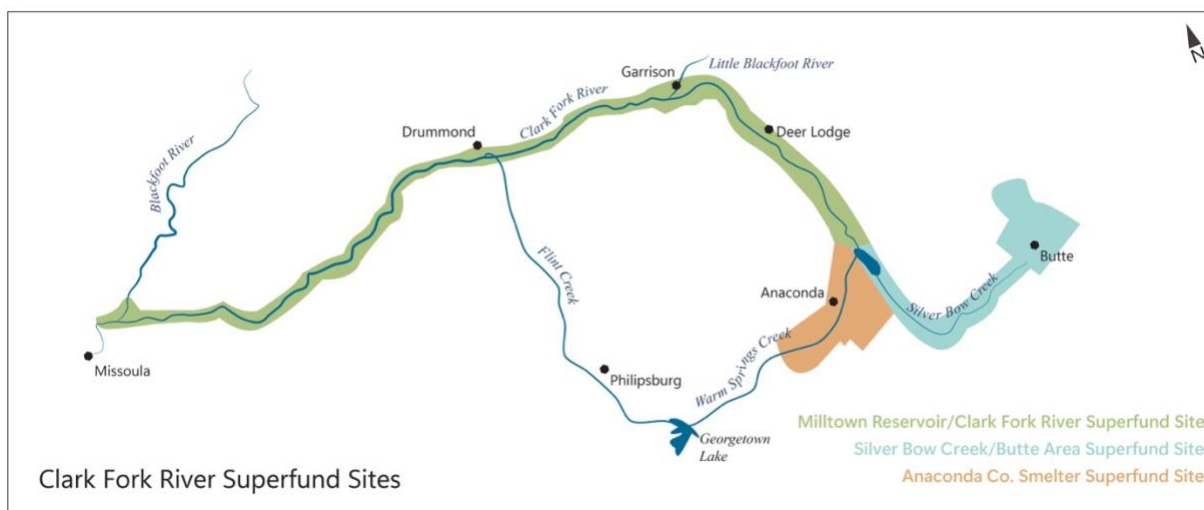 N
Little Blackfoot River
Garrison
Clark Fork River
Drummond
Deer Lodge
Blackfoot River
Butte
Flint Creek
Anaconda
Silver Bow Creek
Missoula
Philipsburg
Warm Springs Creek
Georgetown
Lake
Milltown Reservoir/Clark Fork River Superfund Site
Silver Bow Creek/Butte Area Superfund Site
Anaconda Co. Smelter Superfund Site
Clark Fork River Superfund Sites